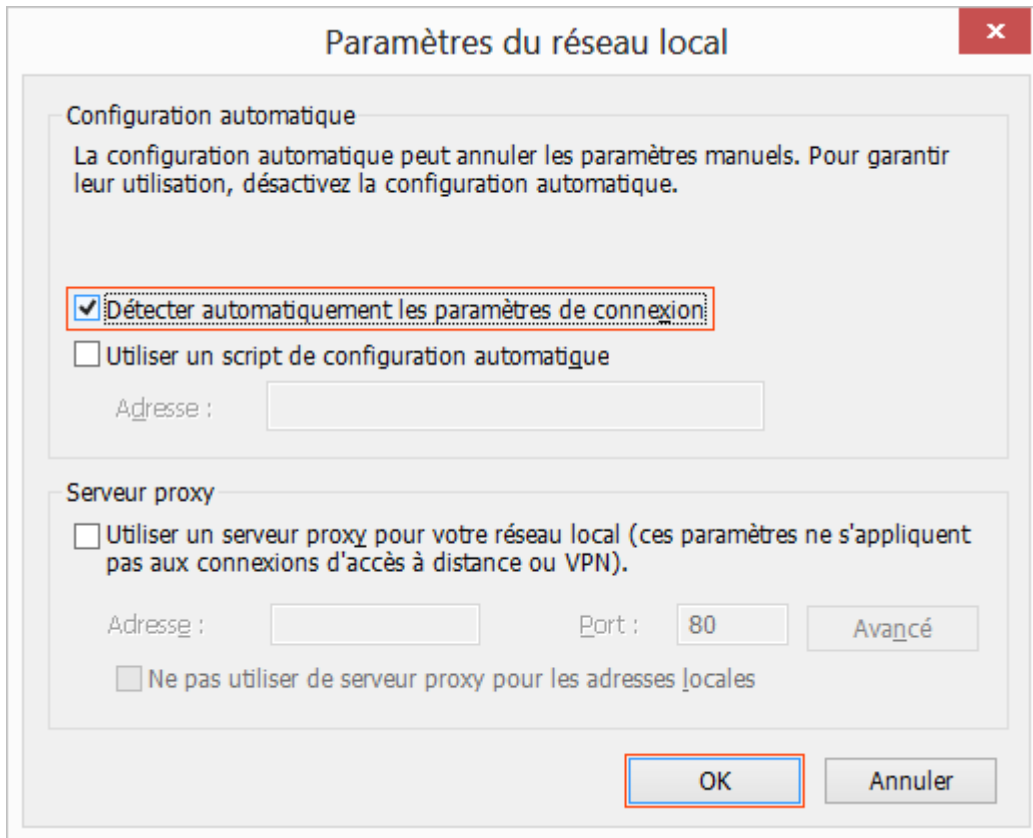 Paramètres du réseau local
x
Configuration automatique
La configuration automatique peut annuler les paramètres manuels. Pour garantir
leur utilisation, désactivez la configuration automatique.
Détecter automatiquement les paramètres de connexion
Utiliser un script de configuration automatique
Adresse :
Serveur proxy
Utiliser un serveur proxy pour votre réseau local (ces paramètres ne s'appliquent
pas aux connexions d'accès à distance ou VPN).
Adresse : Port : 80 Avancé
Ne pas utiliser de serveur proxy pour les adresses locales
OK Annuler